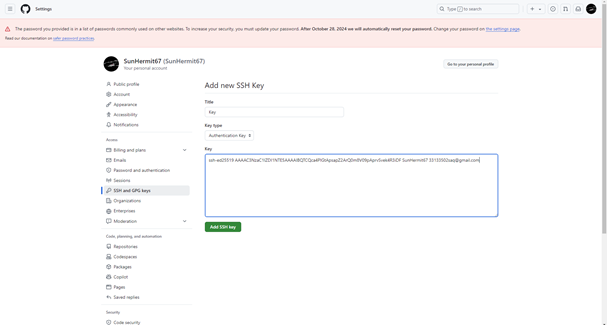 Settings
Type / to search
The password you provided is in a list of passwords commonly used on other websites. To increase your security, you must update your password. After October 28, 2024 we will automatically reset your password. Change your password on the settings page.
Read our documentation on safer password practices.
SunHermit67 (SunHermit67)
Your personal account
Go to your personal profile
Public profile
Account
Appearance
Accessibility
Notifications
Access
Billing and plans
Emails
Password and authentication
Sessions
SSH and GPG keys
Organizations
Enterprises
Moderation
Code, planning, and automation
Repositories
Codespaces
Packages
Copilot
Pages
Saved replies
Security
Code security
Add new SSH Key
Title
Key
Key type
Authentication Key
Key
ssh-ed25519 SunHermit67
Add SSH key